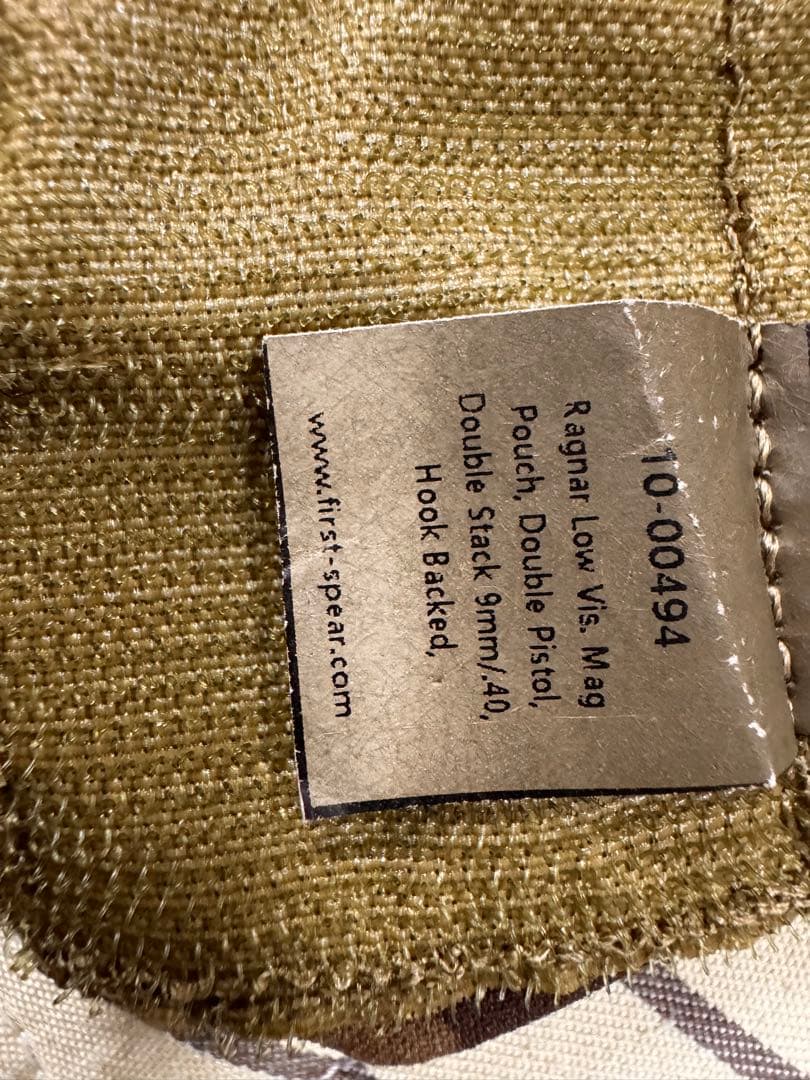 10-00494
Ragnar Low Vis. Mag
Pouch, Double Pistol,
Double Stack 9mm/.40,
Hook Backed,
www.first-spear.com